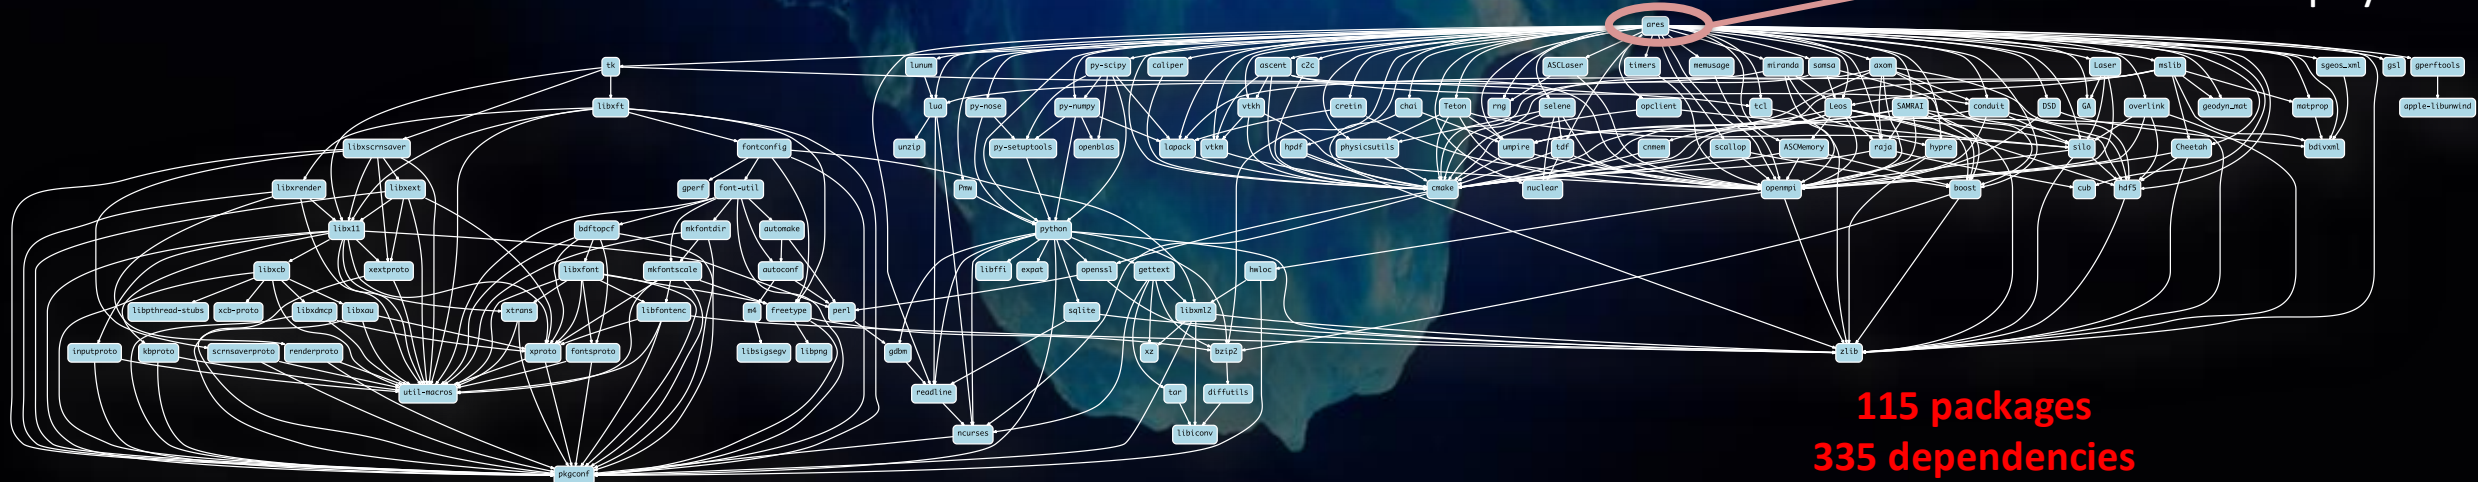 ares
tk
lunum
py-scipy
caliper
ascent
c2c
ASCLaser
timers
memusage
miranda
samsa
axom
Laser
mslib
sgeos_xml
gsl
gperftools
libxft
lua
py-nose
py-numpy
vtkh
cretin
chai
Teton
rng
selene
opclient
tcl
Leos
SAMRAI
conduit
DSD
GA
overlink
geodyn_mat
matprop
apple-libunwind
libxscrnsaver
fontconfig
unzip
py-setuptools
openblas
lapack
vtkm
hpdf
physicsutils
umpire
tdf
cnmem
scallop
ASCMemory
raja
hypre
silo
Cheetah
bdivxml
libxrender
libxext
gperf
font-util
Pmw
cmake
nuclear
openmpi
boost
cub
hdf5
libx11
bdftopcf
mkfontdir
automake
python
libxcb
xextproto
libxfont
mkfontscale
autoconf
libffi
expat
openssl
gettext
hwloc
libpthread-stubs
xcb-proto
libxdmcp
libxau
xtrans
libfontenc
m4
freetype
perl
sqlite
libxml2
inputproto
kbproto
scrnsaverproto
renderproto
xproto
fontsproto
libsigsegv
libpng
gdbm
xz
bzip2
zlib
util-macros
readline
tar
diffutils
ncurses
libiconv
pkgconf
115 packages
335 dependencies